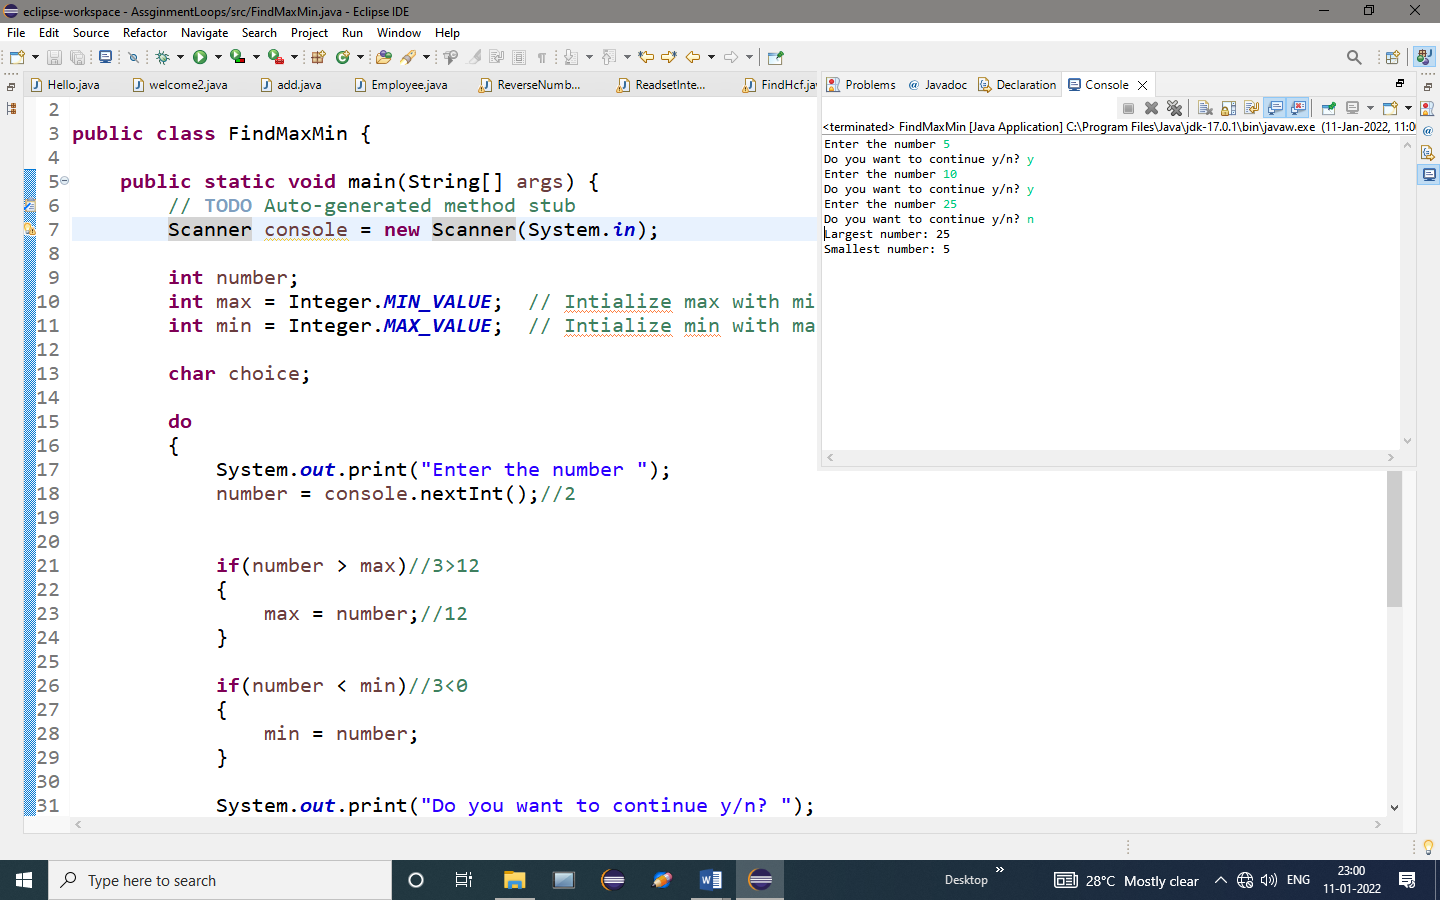 eclipse-workspace - AssginmentLoops/src/FindMaxMin.java - Eclipse IDE
File Edit Source Refactor Navigate Search Project Run Window Help
Hello.java welcome2.java add.java Employee.java ReverseNumb... ReadsetInte... FindHcf.jav
Problems @ Javadoc Declaration Console
<terminated> FindMaxMin [Java Application] C:\Program Files\Java\jdk-17.0.1\bin\javaw.exe (11-Jan-2022, 11:0
Enter the number 5
Do you want to continue y/n? y
Enter the number 10
Do you want to continue y/n? y
Enter the number 25
Do you want to continue y/n? n
Largest number: 25
Smallest number: 5
2
3 public class FindMaxMin {
4
5 public static void main(String[] args) {
6 // TODO Auto-generated method stub
7 Scanner console = new Scanner(System.in);
8
9 int number;
10 int max = Integer.MIN_VALUE; // Intialize max with mi
11 int min = Integer.MAX_VALUE; // Intialize min with ma
12
13 char choice;
14
15 do
16 {
17 System.out.print("Enter the number ");
18 number = console.nextInt();//2
19
20
21 if(number > max)//3>12
22 {
23 max = number;//12
24 }
25
26 if(number < min)//3<0
27 {
28 min = number;
29 }
30
31 System.out.print("Do you want to continue y/n? ");
Type here to search
Desktop
28°C Mostly clear
ENG
23:00
11-01-2022